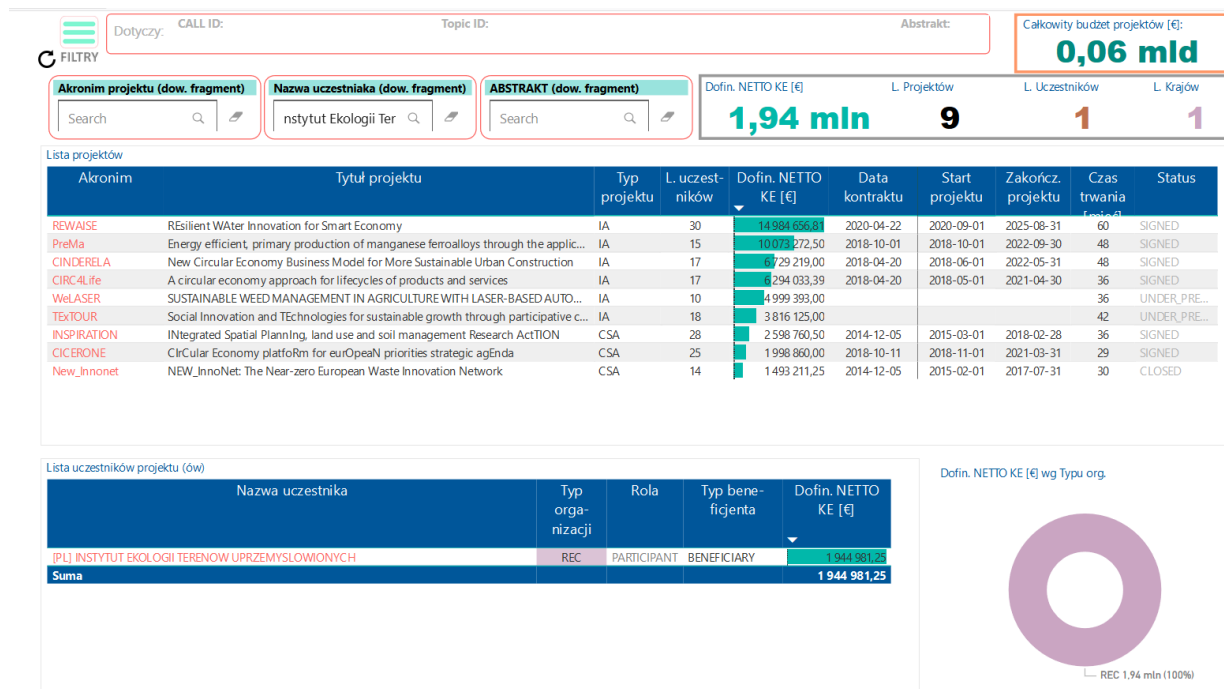 Dotyczy: CALL ID: Topic ID: Abstrakt:
Całkowity budżet projektów [€]:
0,06 mld
FILTRY
Akronim projektu (dow. fragment) Nazwa uczestniaka (dow. fragment) ABSTRAKT (dow. fragment)
Search nstytut Ekologii Ter Search
Dofin. NETTO KE [€] L. Projektów L. Uczestników L. Krajów
1,94 mln 9 1 1
Lista projektów
Akronim Tytuł projektu Typ projektu L. uczest-ników Dofin. NETTO KE [€] Data kontraktu Start projektu Zakończ. projektu Czas trwania Status
REWAISE REsilient WAter Innovation for Smart Economy IA 30 14 984 656,81 2020-04-22 2020-09-01 2025-08-31 60 SIGNED
PreMa Energy efficient, primary production of manganese ferroalloys through the applic... IA 15 10 073 272,50 2018-10-01 2018-10-01 2022-09-30 48 SIGNED
CINDERELA New Circular Economy Business Model for More Sustainable Urban Construction IA 17 6 729 219,00 2018-04-20 2018-06-01 2022-05-31 48 SIGNED
CIRC4Life A circular economy approach for lifecycles of products and services IA 17 6 294 033,39 2018-04-20 2018-05-01 2021-04-30 36 SIGNED
WeLASER SUSTAINABLE WEED MANAGEMENT IN AGRICULTURE WITH LASER-BASED AUTO... IA 10 4 999 393,00 36 UNDER_PRE...
TExTOUR Social Innovation and TEchnologies for sustainable growth through participative c... IA 18 3 816 125,00 42 UNDER_PRE...
INSPIRATION INtegrated Spatial PlannIng, land use and soil management Research ActTION CSA 28 2 598 760,50 2014-12-05 2015-03-01 2018-02-28 36 SIGNED
CICERONE CIrCular Economy platfoRm for eurOpeaN priorities strategic agEnda CSA 25 1 998 860,00 2018-10-11 2018-11-01 2021-03-31 29 SIGNED
New_Innonet NEW_InnoNet: The Near-zero European Waste Innovation Network CSA 14 1 493 211,25 2014-12-05 2015-02-01 2017-07-31 30 CLOSED
Lista uczestników projektu (ów)
Nazwa uczestnika Typ orga-nizacji Rola Typ bene-ficjenta Dofin. NETTO KE [€]
[PL] INSTYTUT EKOLOGII TERENOW UPRZEMYSLOWIONYCH REC PARTICIPANT BENEFICIARY 1 944 981,25
Suma 1 944 981,25
Dofin. NETTO KE [€] wg Typu org.
REC 1,94 mln (100%)